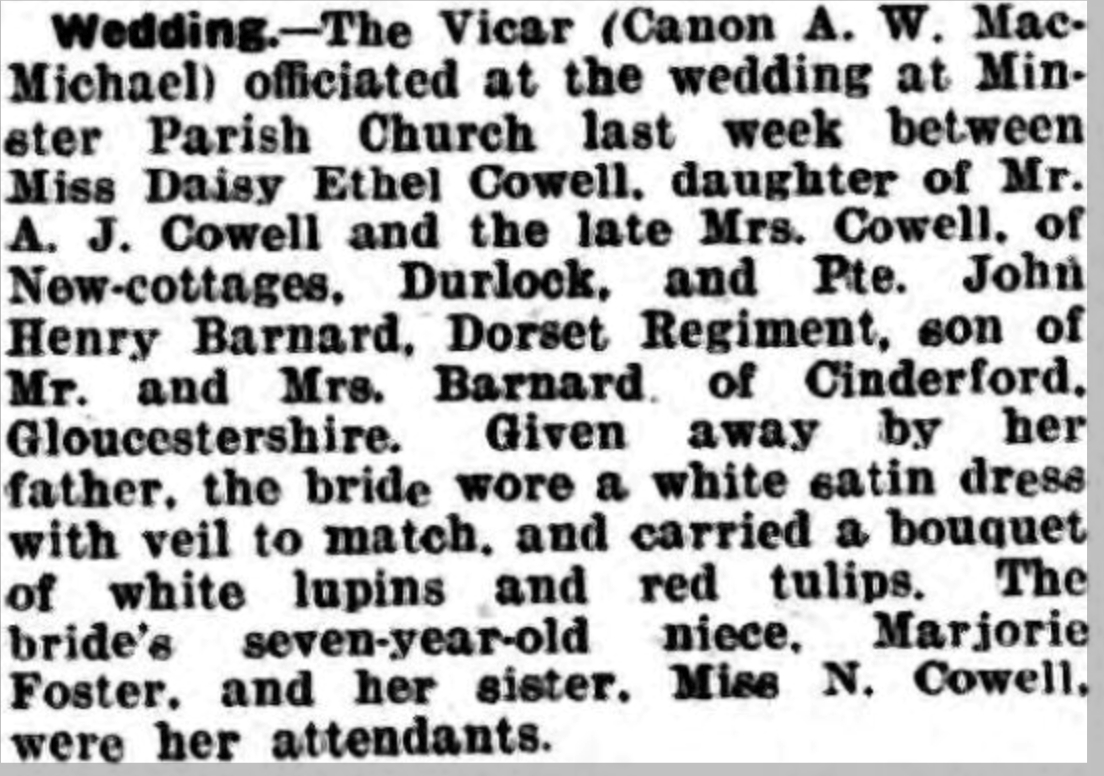 Wedding.—The Vicar (Canon A. W. Mac-
Michael) officiated at the wedding at Min-
ster Parish Church last week between
Miss Daisy Ethel Cowell, daughter of Mr.
A. J. Cowell and the late Mrs. Cowell, of
New-cottages, Durlock, and Pte. John
Henry Barnard, Dorset Regiment, son of
Mr. and Mrs. Barnard of Cinderford,
Gloucestershire. Given away by her
father, the bride wore a white satin dress
with veil to match, and carried a bouquet
of white lupins and red tulips. The
bride's seven-year-old niece, Marjorie
Foster, and her sister, Miss N. Cowell,
were her attendants.